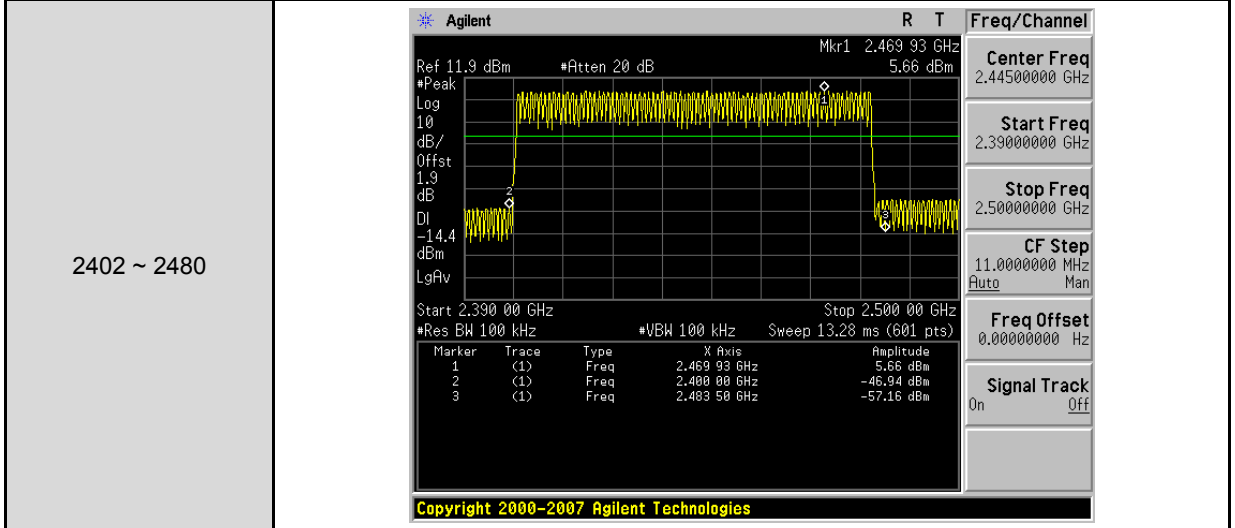 2402 ~ 2480
Agilent R T
Mkr1 2.469 93 GHz
Ref 11.9 dBm #Atten 20 dB 5.66 dBm
#Peak
Log
10
dB/
Offst
1.9
dB
DI
-14.4
dBm
LgAv
1
2
3
Start 2.390 00 GHz Stop 2.500 00 GHz
#Res BW 100 kHz #VBW 100 kHz Sweep 13.28 ms (601 pts)
Marker Trace Type X Axis Amplitude
1 (1) Freq 2.469 93 GHz 5.66 dBm
2 (1) Freq 2.400 00 GHz -46.94 dBm
3 (1) Freq 2.483 50 GHz -57.16 dBm
Freq/Channel
Center Freq
2.44500000 GHz
Start Freq
2.39000000 GHz
Stop Freq
2.50000000 GHz
CF Step
11.0000000 MHz
Auto Man
Freq Offset
0.00000000 Hz
Signal Track
On Off
Copyright 2000-2007 Agilent Technologies